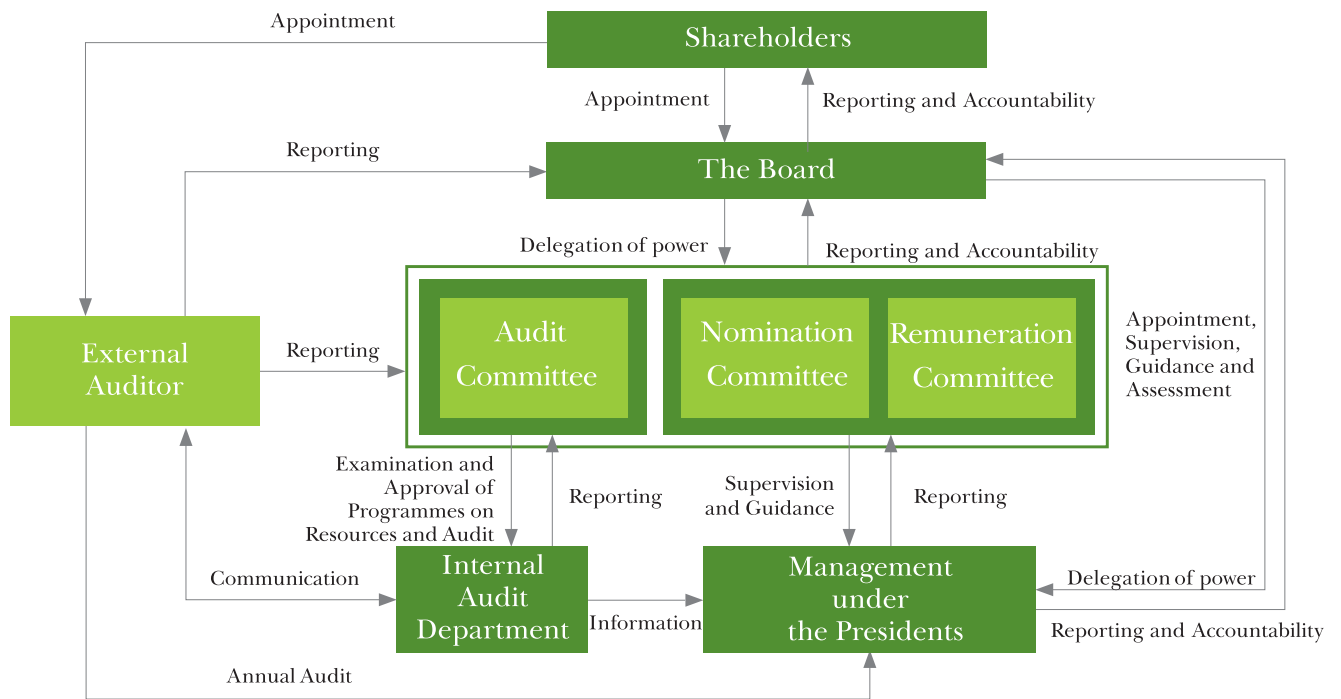 Appointment
Shareholders
Appointment
Reporting and Accountability
Reporting
The Board
Delegation of power
Reporting and Accountability
External
Auditor
Reporting
Audit
Committee
Nomination
Committee
Remuneration
Committee
Appointment,
Supervision,
Guidance and
Assessment
Examination and
Approval of
Programmes on
Resources and Audit
Reporting
Supervision
and Guidance
Reporting
Communication
Internal
Audit
Department
Information
Management
under
the Presidents
Delegation of power
Reporting and Accountability
Annual Audit